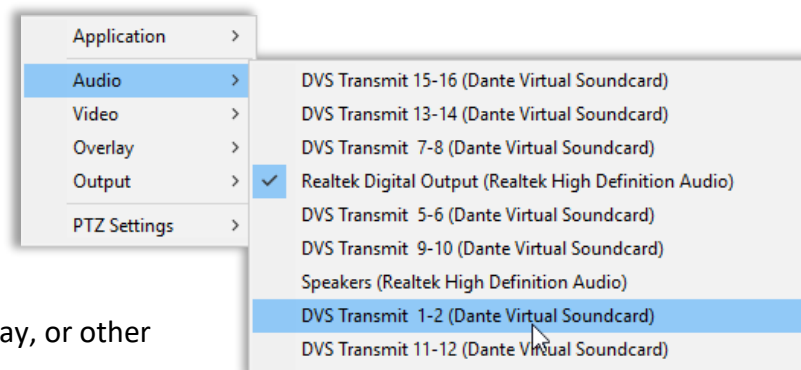 Application
Audio
Video
Overlay
Output
PTZ Settings
DVS Transmit 15-16 (Dante Virtual Soundcard)
DVS Transmit 13-14 (Dante Virtual Soundcard)
DVS Transmit  7-8 (Dante Virtual Soundcard)
Realtek Digital Output (Realtek High Definition Audio)
DVS Transmit  5-6 (Dante Virtual Soundcard)
DVS Transmit  9-10 (Dante Virtual Soundcard)
Speakers (Realtek High Definition Audio)
DVS Transmit  1-2 (Dante Virtual Soundcard)
DVS Transmit 11-12 (Dante Virtual Soundcard)
ay, or other